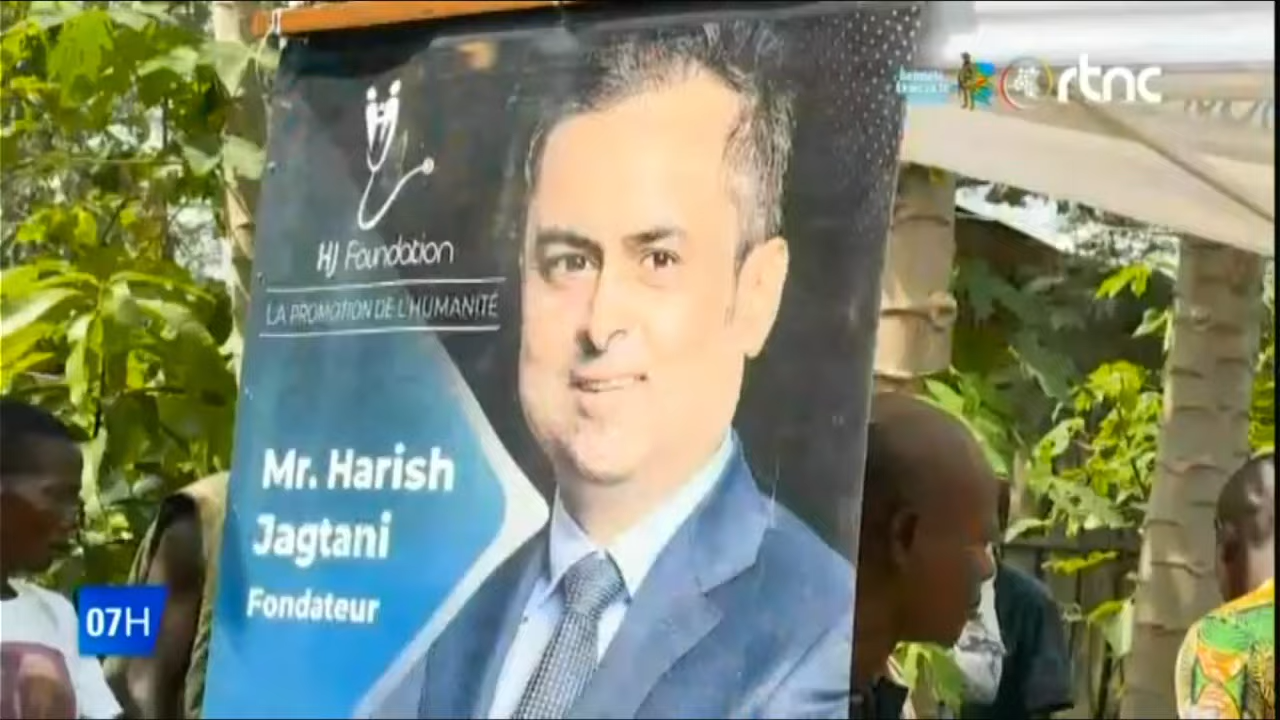 HJ Foundation
LA PROMOTION DE L'HUMANITÉ
Mr. Harish
Jagtani
Fondateur
rtnc
07H